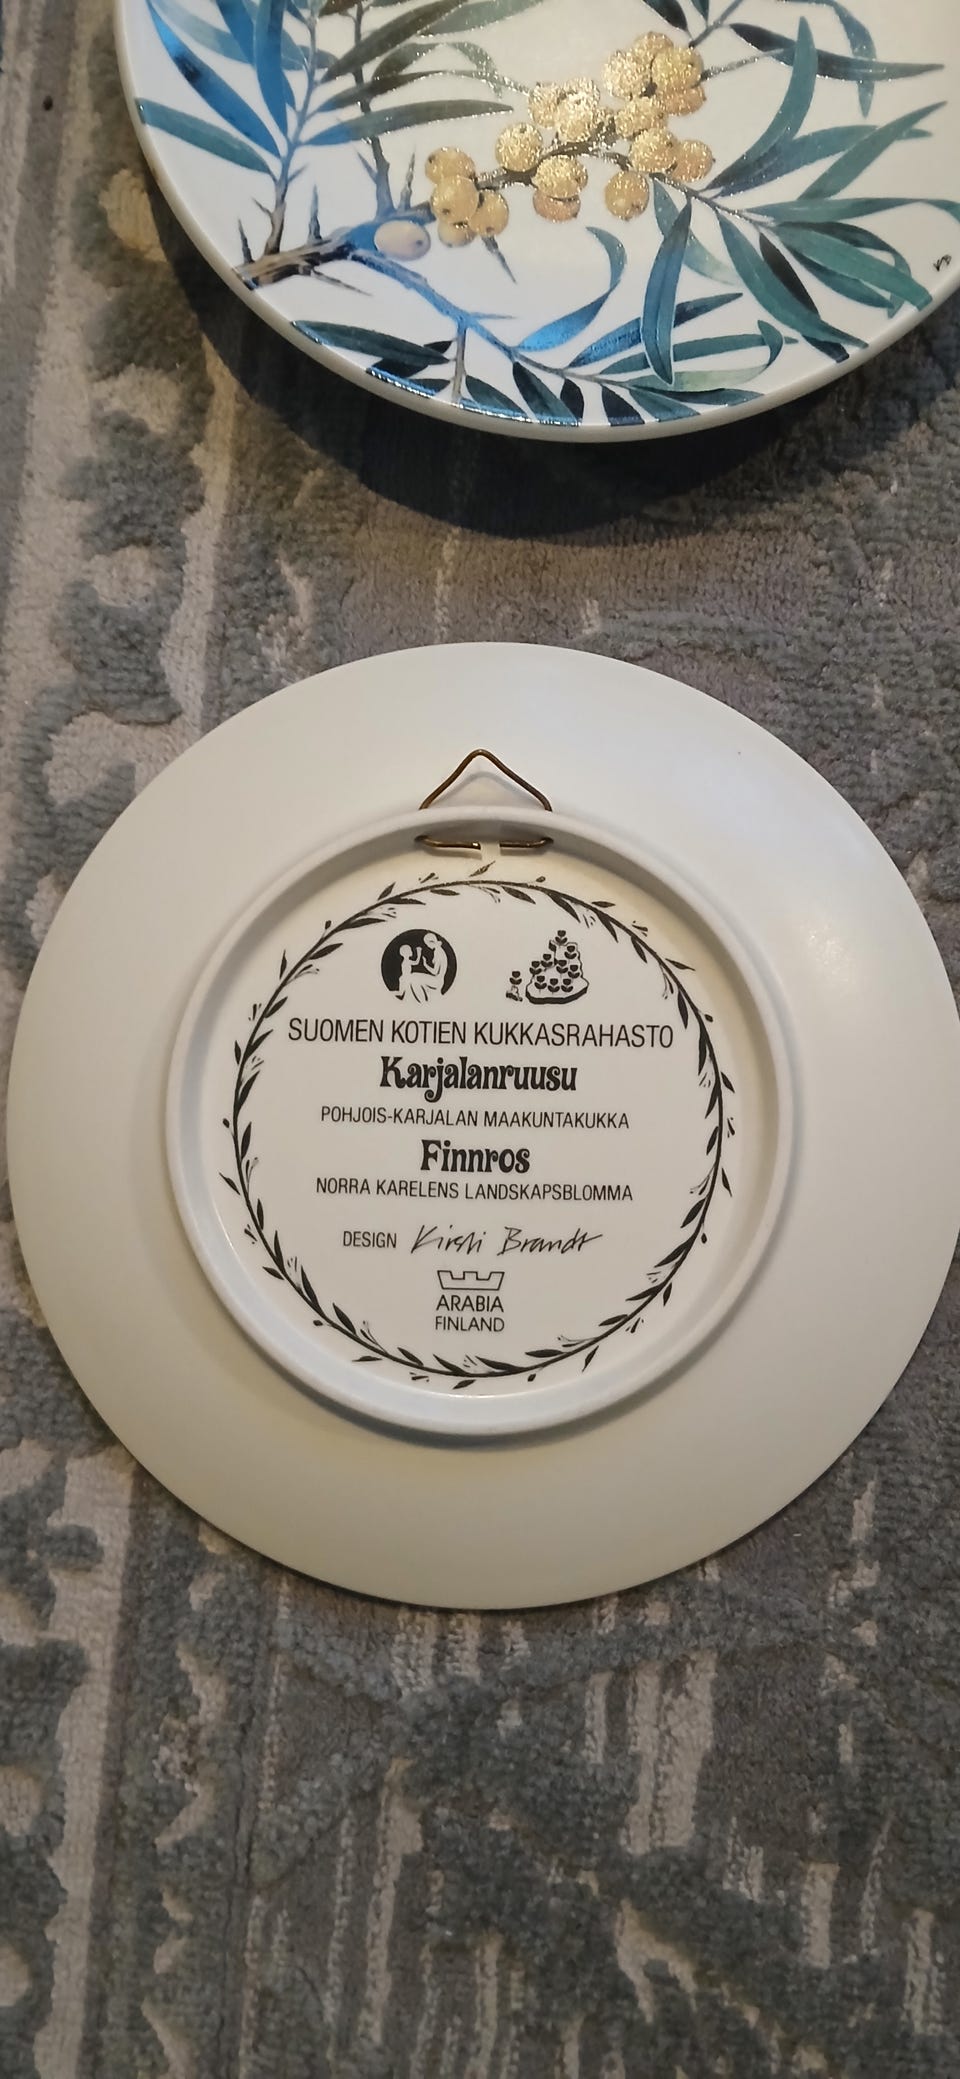 SUOMEN KOTIEN KUKKASRAHASTO
Karjalanruusu
POHJOIS-KARJALAN MAAKUNTAKUKKA
Finnros
NORRA KARELENS LANDSKAPSBLOMMA
DESIGN Kirsti Brandt
ARABIA
FINLAND